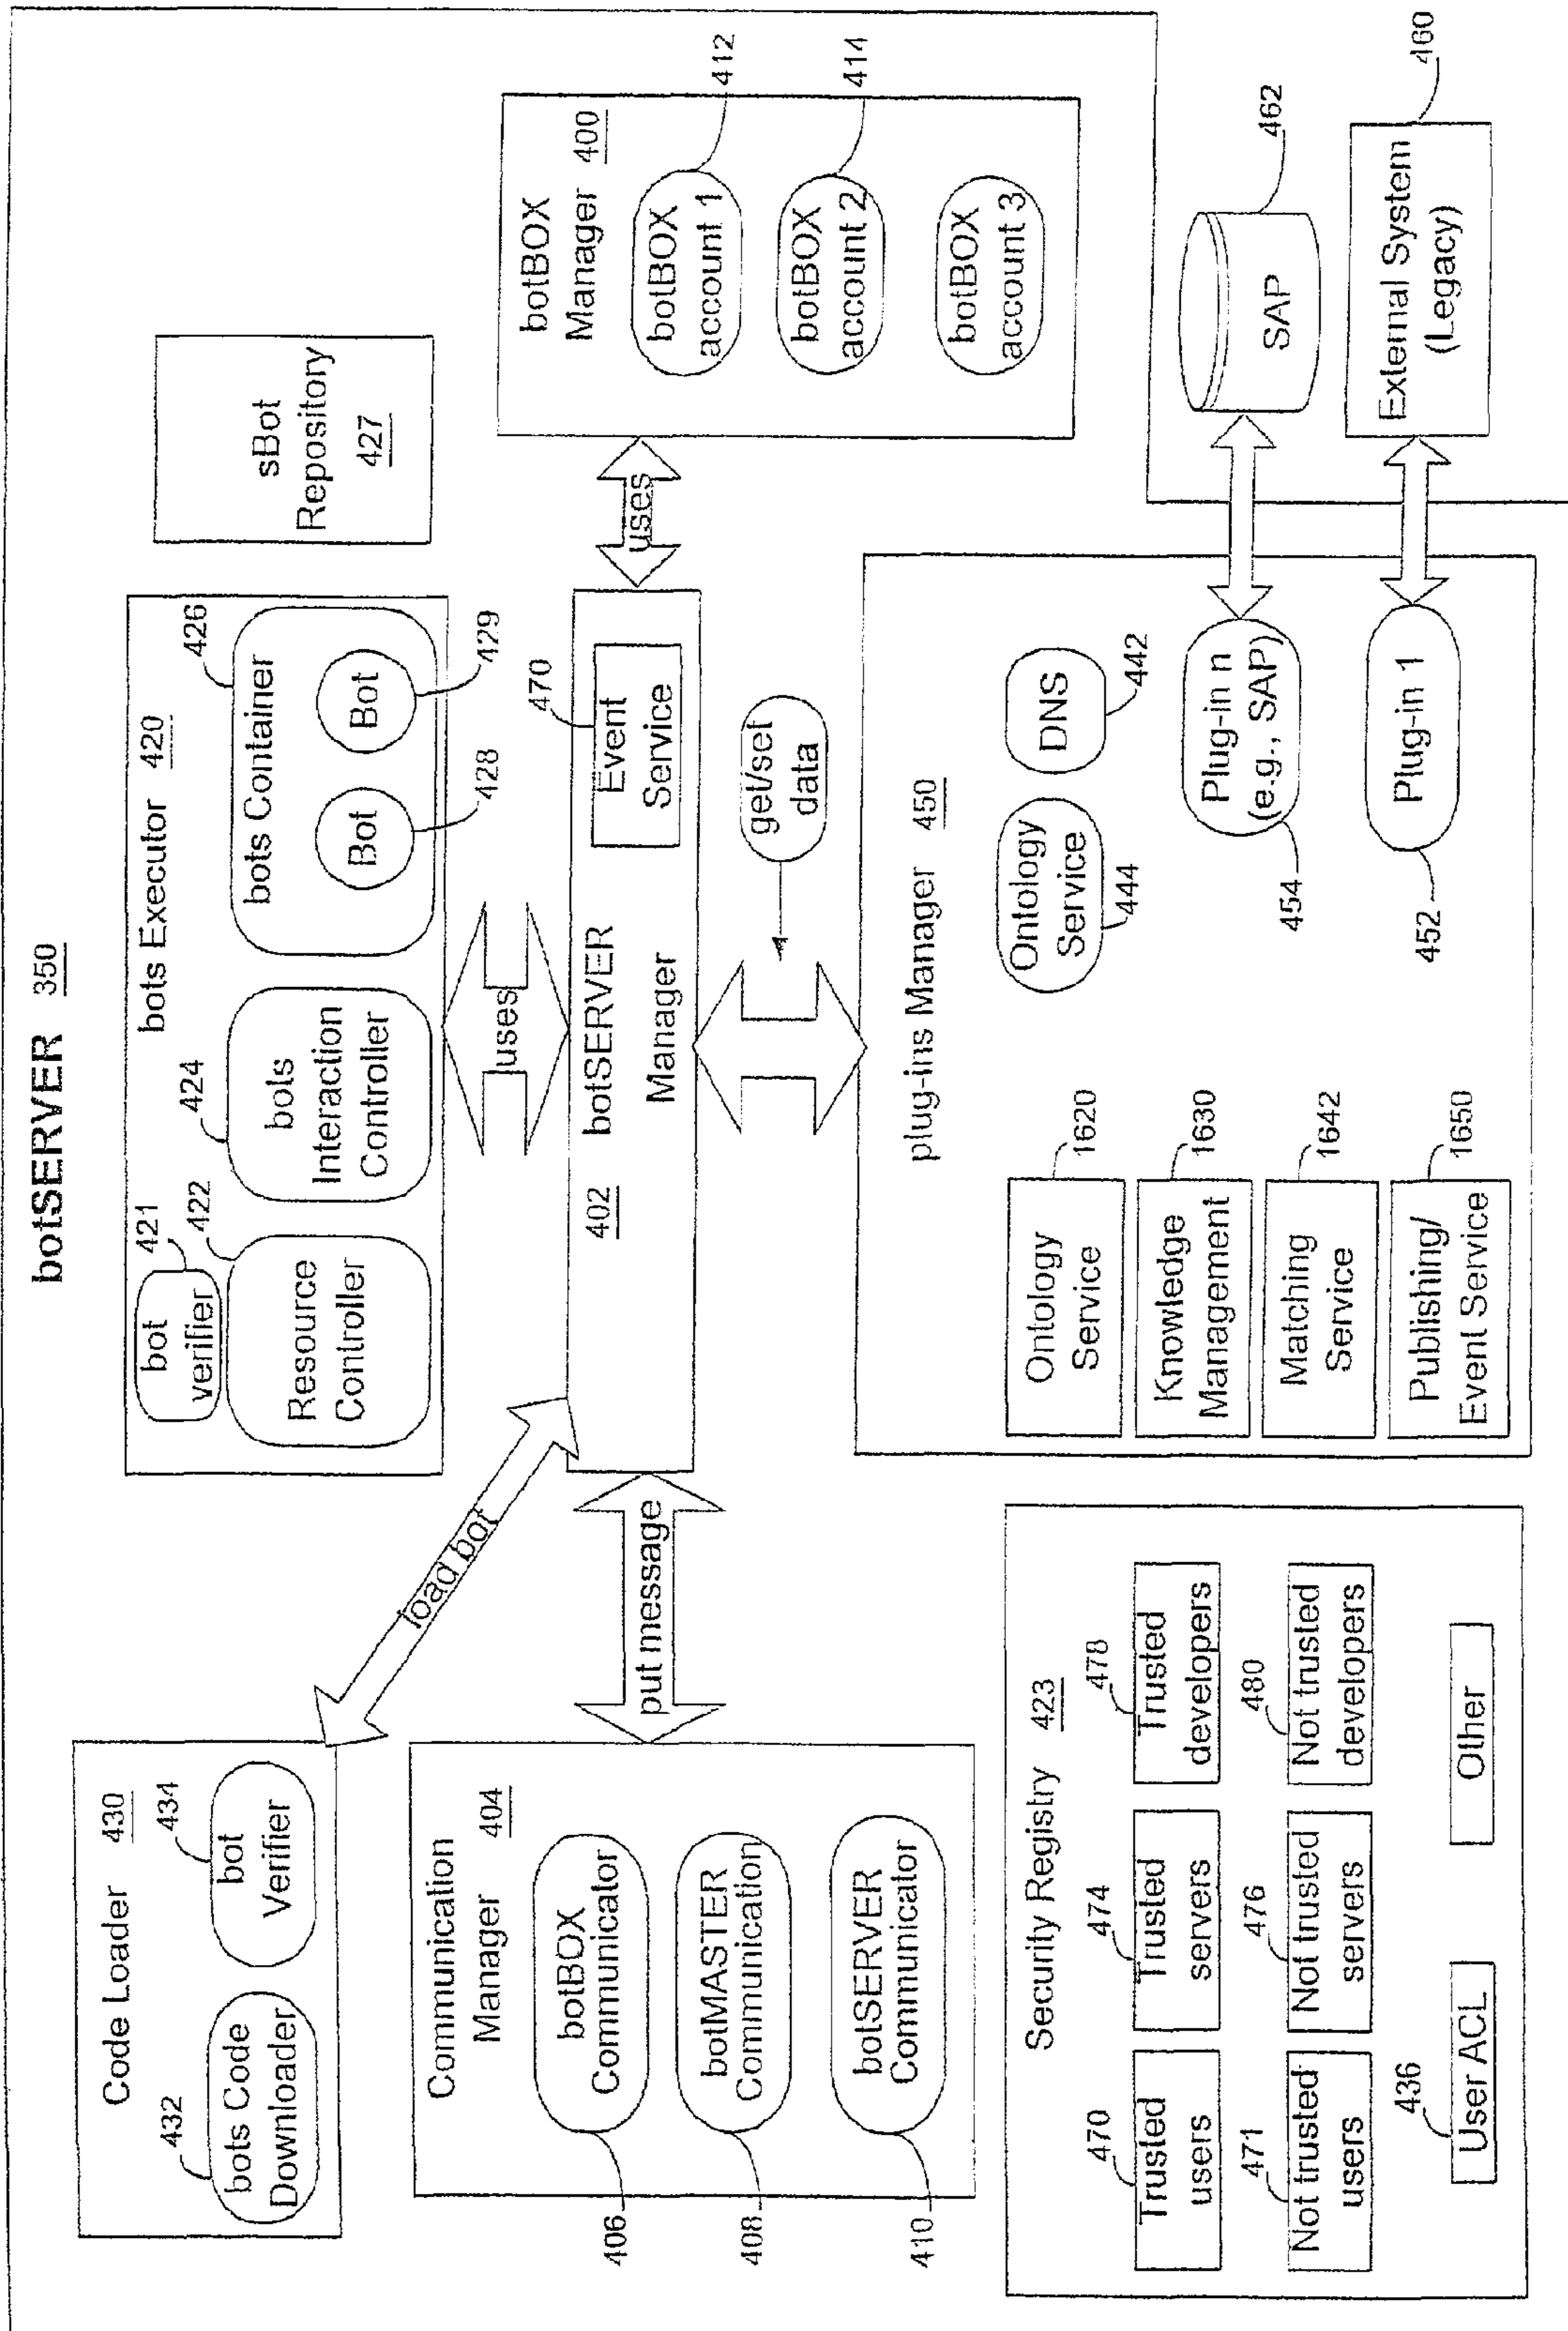 botSERVER 350
Code Loader 430
432
434
bots Code
Downloader
bot
Verifier
load bot
bots Executor 420
421
bot
verifier
422
Resource
Controller
424
bols
Interaction
Controller
426
bots Container
Bot
Bot
428
429
sBot
Repository
427
uses
Communication
Manager 404
botBOX
Communicator
botMASTER
Communication
botSERVER
Communicator
406
408
410
put message
402
botSERVER
Manager
470
Event
Service
uses
botBOX
Manager 400
botBOX
account 1
botBOX
account 2
botBOX
account 3
412
414
get/set
data
Security Registry 423
470
474
478
Trusted
users
Trusted
servers
Trusted
developers
471
476
480
Not trusted
users
Not trusted
servers
Not trusted
developers
436
User ACL
Other
plug-ins Manager 450
Ontology
Service
1620
Knowledge
Management
1630
Matching
Service
1642
Publishing/
Event Service
1650
Ontology
Service
444
DNS
442
Plug-in n
(e.g., SAP)
454
Plug-in 1
452
SAP
462
External System
(Legacy)
460